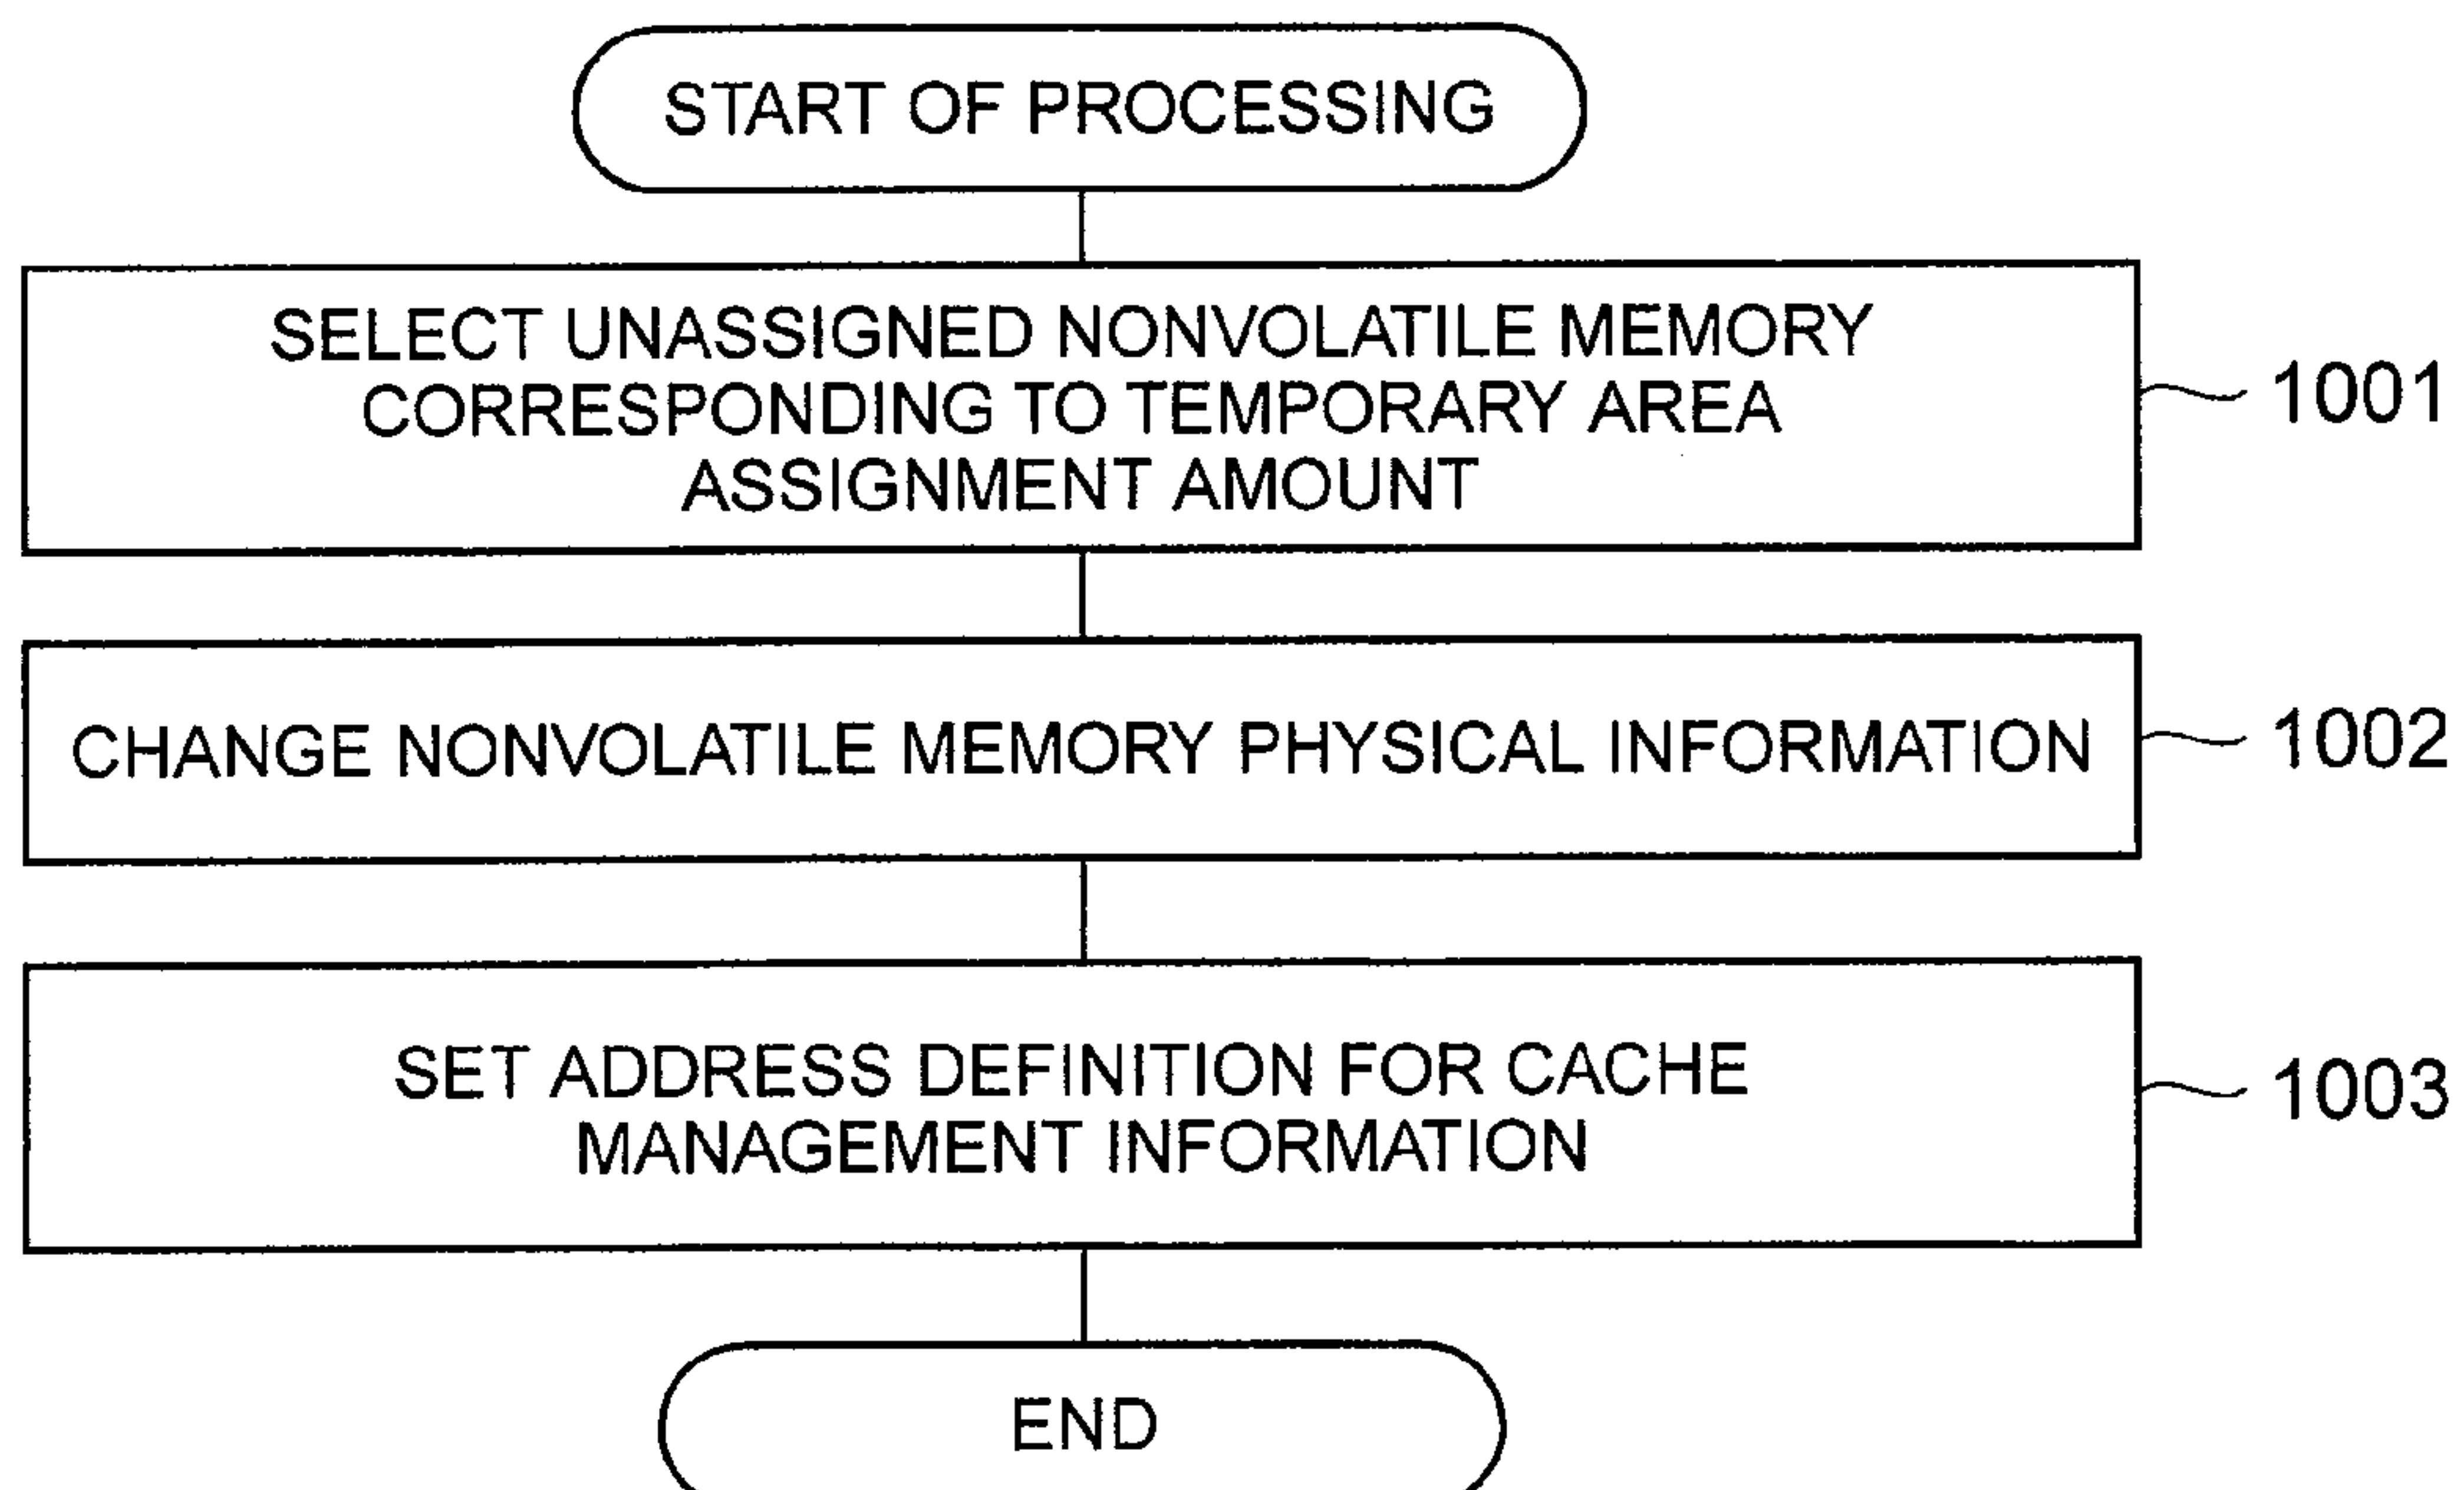 START OF PROCESSING
SELECT UNASSIGNED NONVOLATILE MEMORY
CORRESPONDING TO TEMPORARY AREA
ASSIGNMENT AMOUNT
1001
CHANGE NONVOLATILE MEMORY PHYSICAL INFORMATION
1002
SET ADDRESS DEFINITION FOR CACHE
MANAGEMENT INFORMATION
1003
END